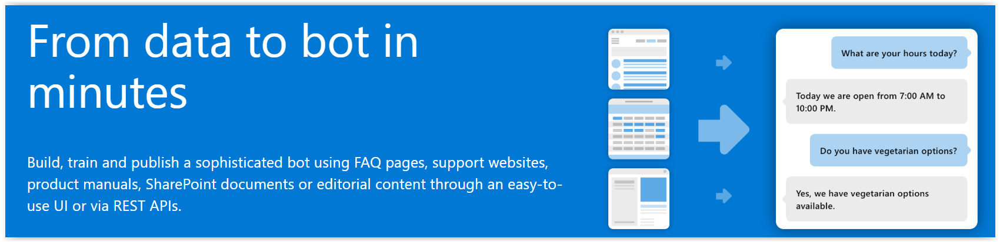 From data to bot in
minutes
Build, train and publish a sophisticated bot using FAQ pages, support websites,
product manuals, SharePoint documents or editorial content through an easy-to-
use UI or via REST APIs.
What are your hours today?
Today we are open from 7:00 AM to
10:00 PM.
Do you have vegetarian options?
Yes, we have vegetarian options
available.